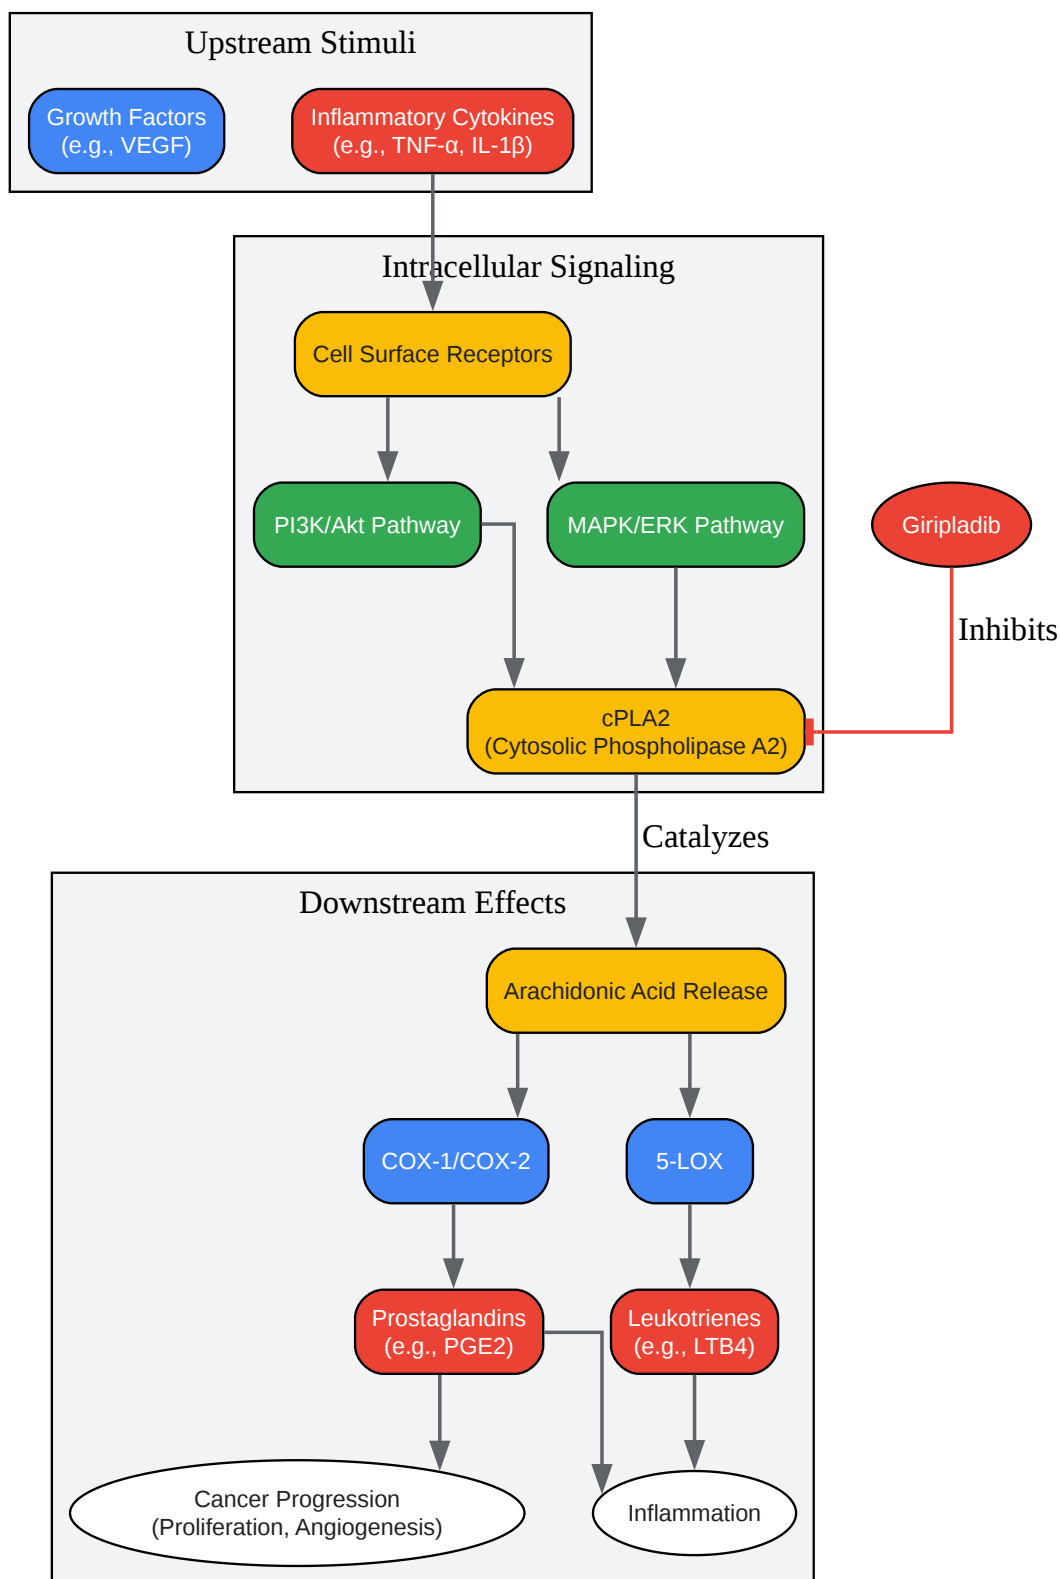 Upstream Stimuli
Growth Factors
(e.g., VEGF)
Inflammatory Cytokines
(e.g., TNF-α, IL-1β)
Intracellular Signaling
Cell Surface Receptors
PI3K/Akt Pathway
MAPK/ERK Pathway
Giripladib
Inhibits
cPLA2
(Cytosolic Phospholipase A2)
Catalyzes
Downstream Effects
Arachidonic Acid Release
COX-1/COX-2
5-LOX
Prostaglandins
(e.g., PGE2)
Leukotrienes
(e.g., LTB4)
Cancer Progression
(Proliferation, Angiogenesis)
Inflammation